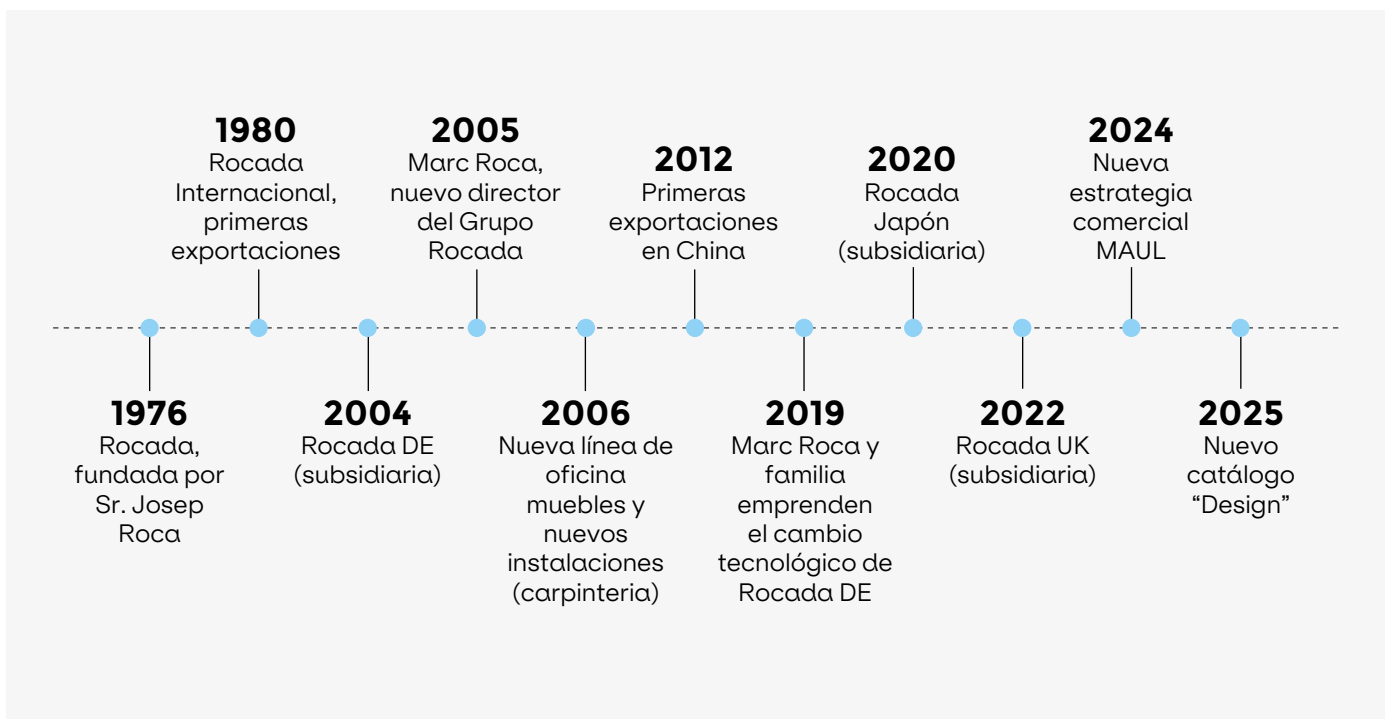 1980
Rocada
Internacional,
primeras
exportaciones
2005
Marc Roca,
nuevo director
del Grupo
Rocada
2012
Primeras
exportaciones
en China
2020
Rocada
Japón
(subsidiaria)
2024
Nueva
estrategia
comercial
MAUL
1976
Rocada,
fundada por
Sr. Josep
Roca
2004
Rocada DE
(subsidiaria)
2006
Nueva línea de
oficina
muebles y
nuevos
instalaciones
(carpinteria)
2019
Marc Roca y
familia
emprenden
el cambio
tecnológico de
Rocada DE
2022
Rocada UK
(subsidiaria)
2025
Nuevo
catálogo
“Design”